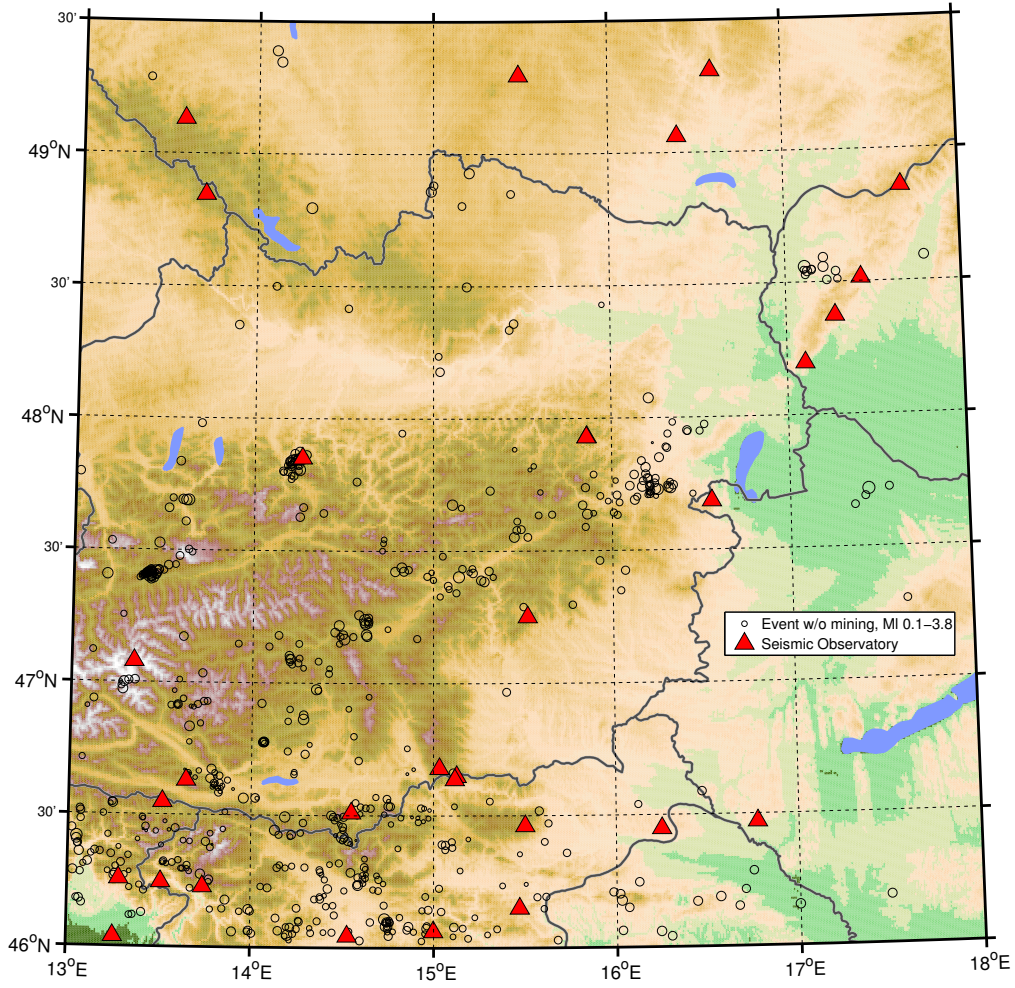 30'
49°N
30'
48°N
30'
Event w/o mining, Ml 0.1–3.8
Seismic Observatory
47°N
30'
46°N
13°E
14°E
15°E
16°E
17°E
18°E